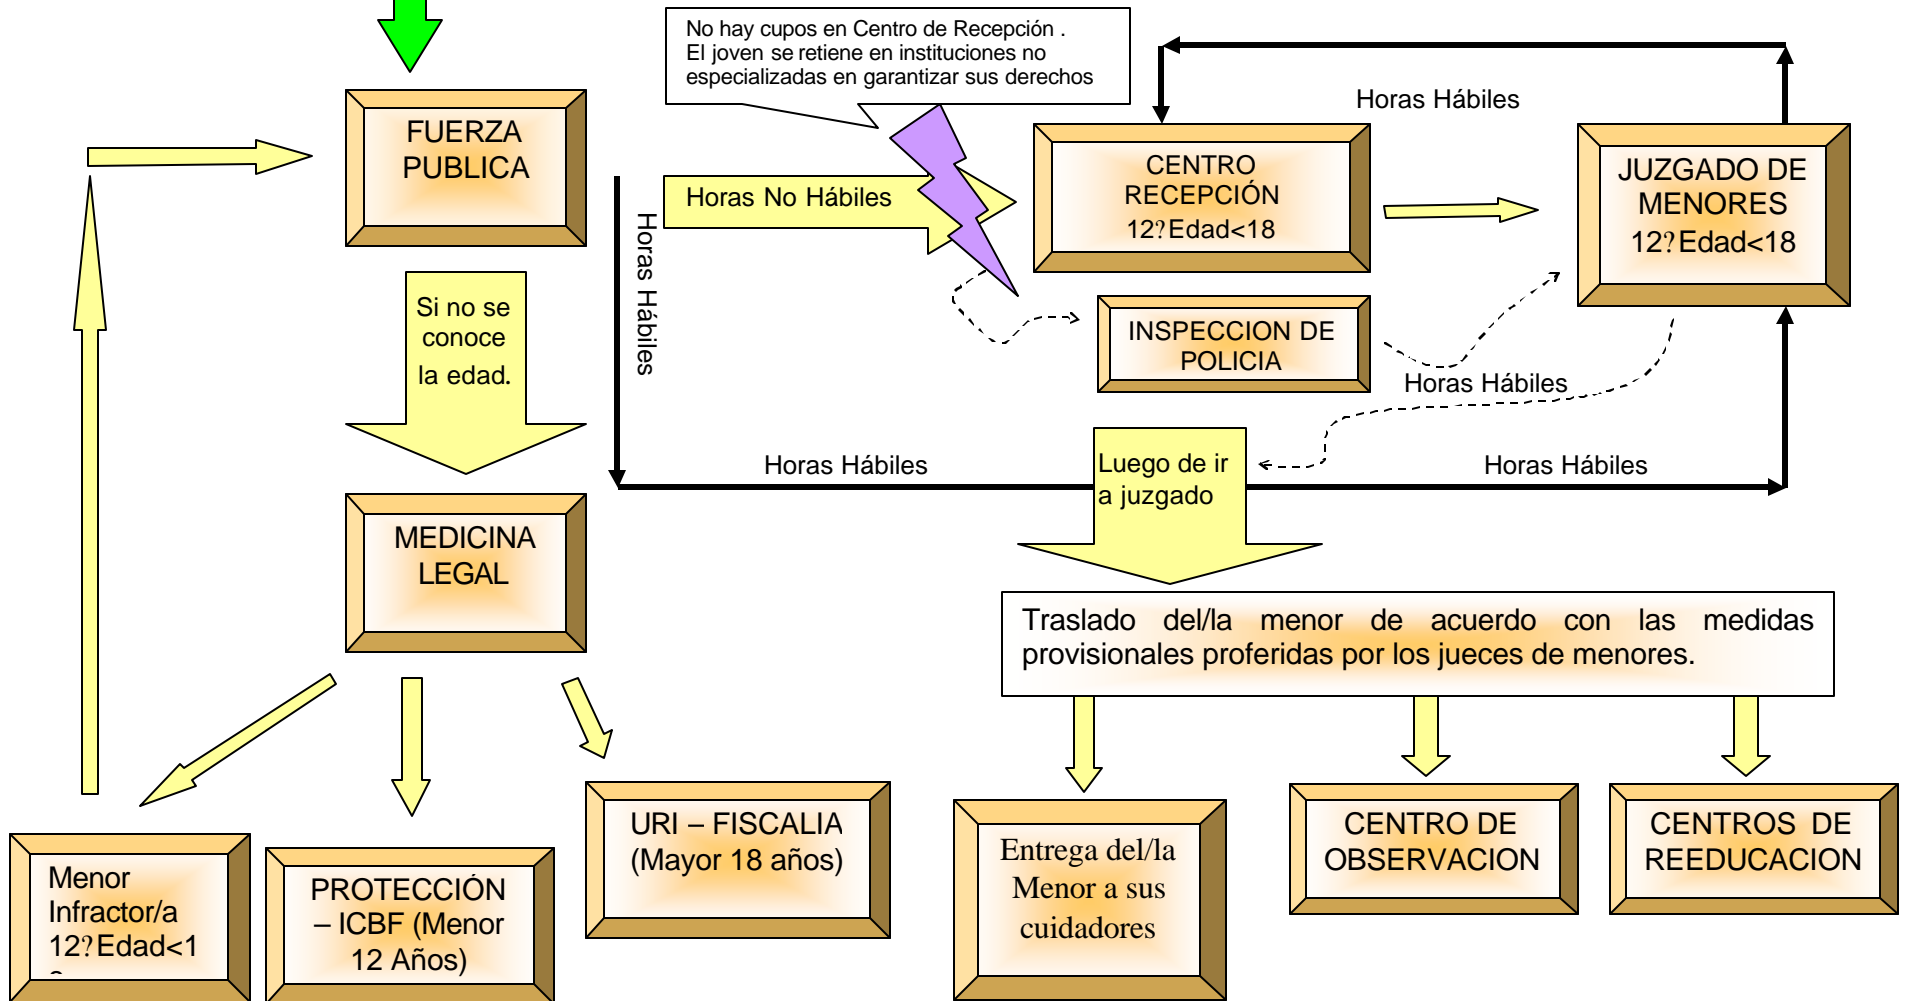 No hay cupos en Centro de Recepción .
El joven se retiene en instituciones no
especializadas en garantizar sus derechos
Horas Hábiles
FUERZA
PUBLICA
Horas No Hábiles
CENTRO
RECEPCIÓN
12?Edad<18
JUZGADO DE
MENORES
12?Edad<18
Horas Hábiles
Si no se
conoce
la edad.
INSPECCION DE
POLICIA
Horas Hábiles
Horas Hábiles
Luego de ir
a juzgado
Horas Hábiles
MEDICINA
LEGAL
Traslado del/la menor de acuerdo con las medidas
provisionales proferidas por los jueces de menores.
Menor
Infractor/a
12?Edad<1
PROTECCIÓN
– ICBF (Menor
12 Años)
URI – FISCALIA
(Mayor 18 años)
Entrega del/la
Menor a sus
cuidadores
CENTRO DE
OBSERVACION
CENTROS DE
REEDUCACION